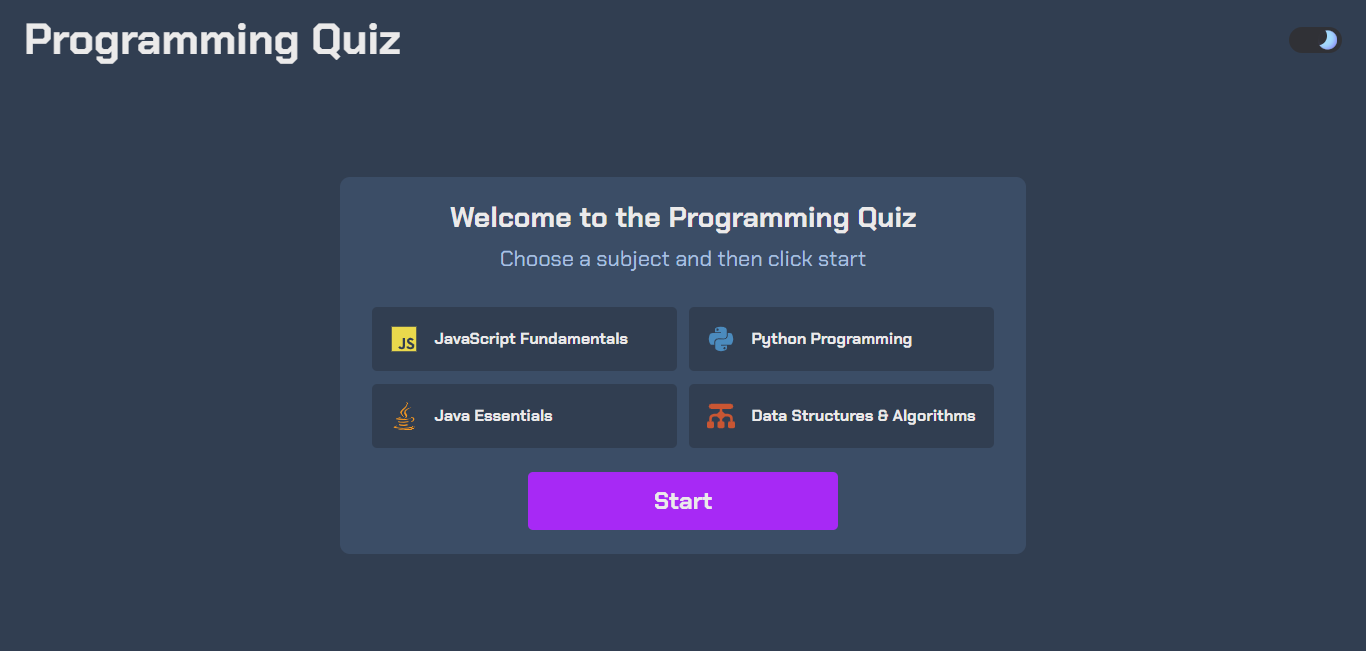 Programming Quiz
Welcome to the Programming Quiz
Choose a subject and then click start
JS JavaScript Fundamentals
Python Programming
Java Essentials
Data Structures & Algorithms
Start